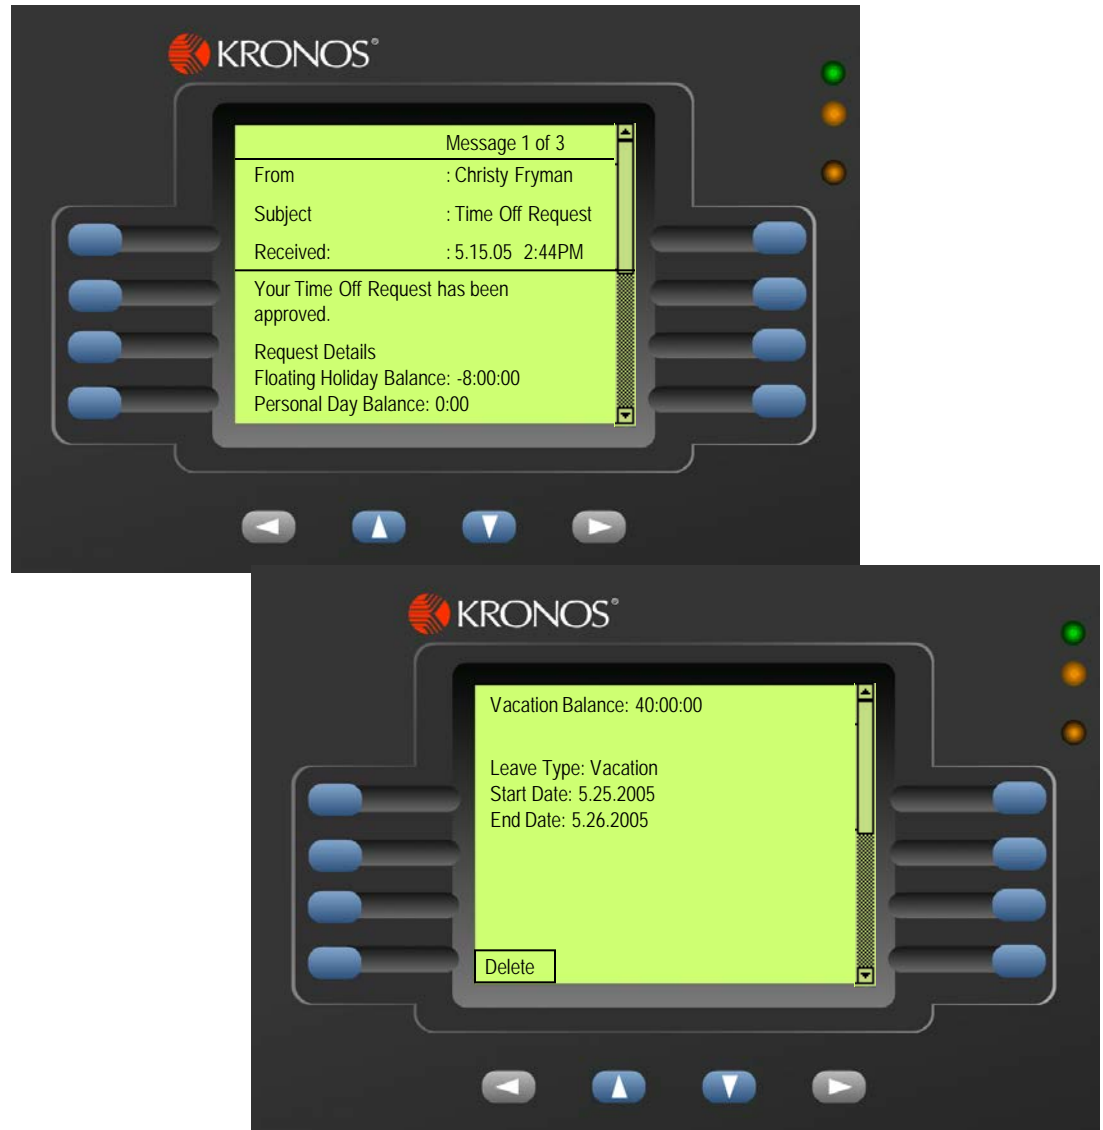 KRONOS®
Message 1 of 3
From : Christy Fryman
Subject : Time Off Request
Received: : 5.15.05 2:44PM
Your Time Off Request has been
approved.
Request Details
Floating Holiday Balance: -8:00:00
Personal Day Balance: 0:00
KRONOS®
Vacation Balance: 40:00:00
Leave Type: Vacation
Start Date: 5.25.2005
End Date: 5.26.2005
Delete